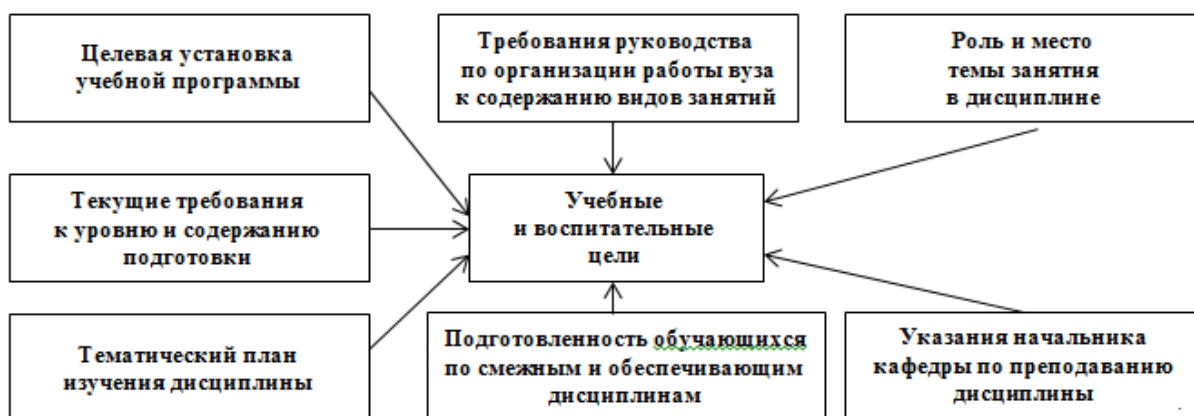 Целевая установка
учебной программы
Требования руководства
по организации работы вуза
к содержанию видов занятий
Роль и место
темы занятия
в дисциплине
Текущие требования
к уровню и содержанию
подготовки
Учебные
и воспитательные
цели
Тематический план
изучения дисциплины
Подготовленность обучающихся
по смежным и обеспечивающим
дисциплинам
Указания начальника
кафедры по преподаванию
дисциплины